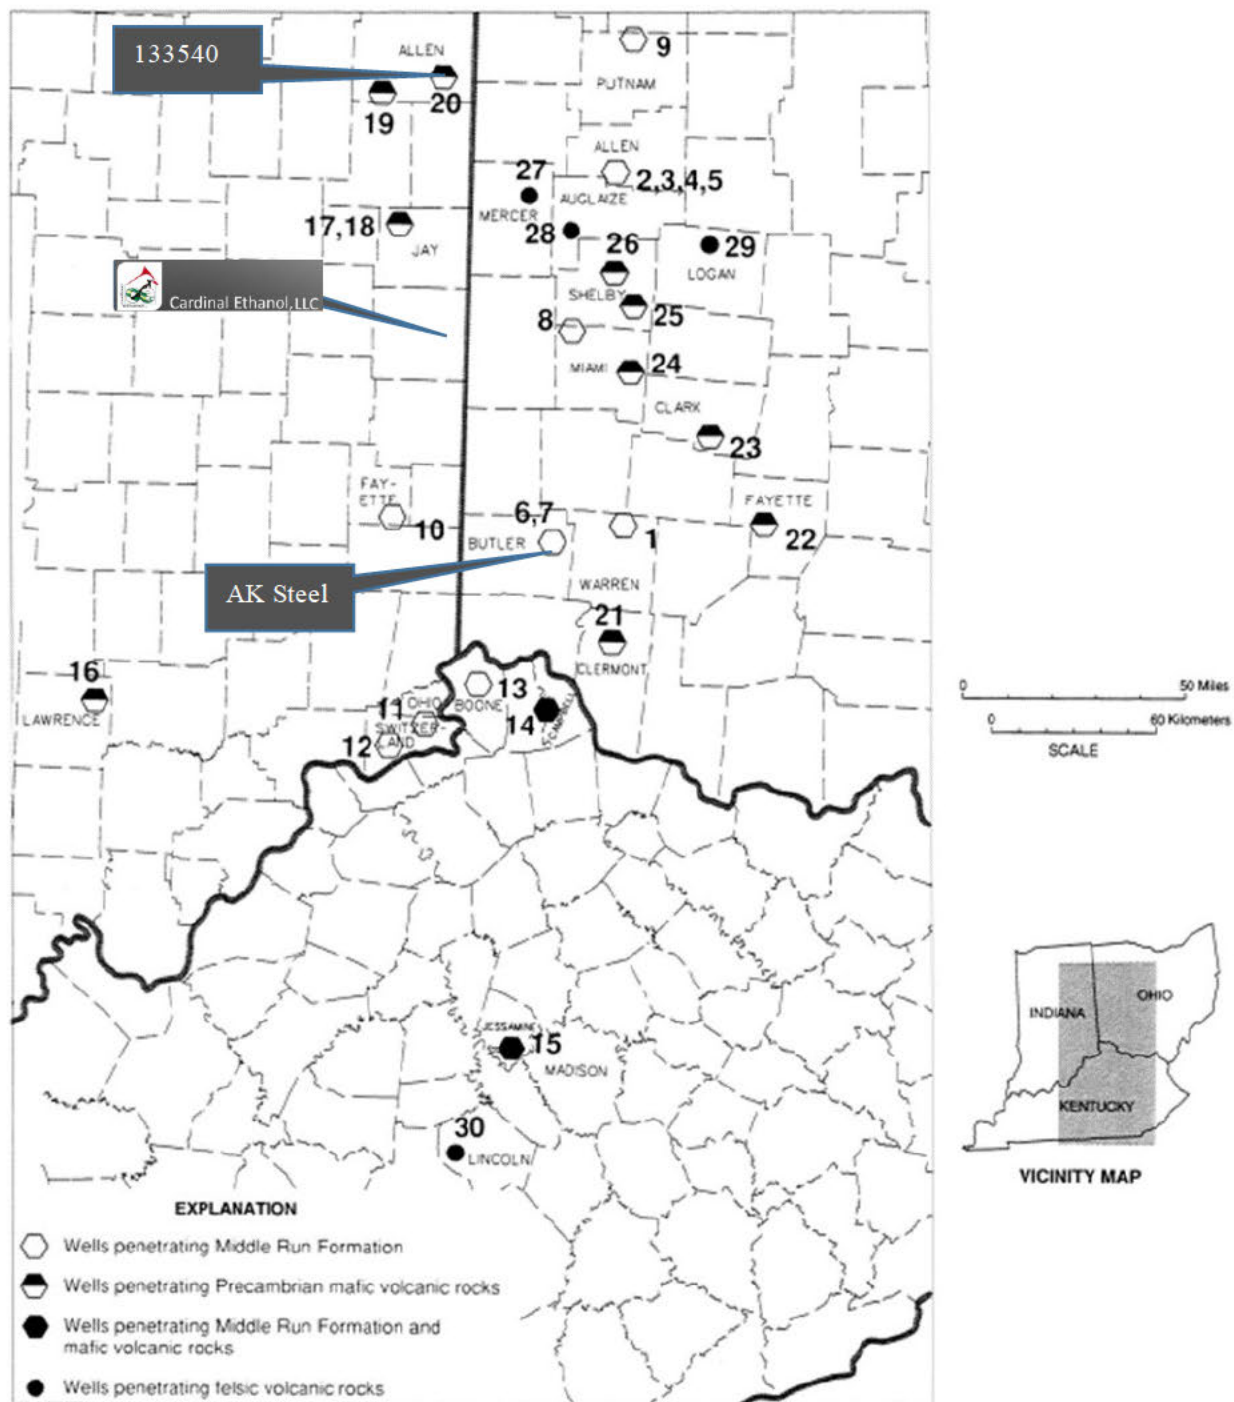 133540
ALLEN
9
PUTNAM
20
19
ALLEN
2,3,4,5
27
AUGLAIZE
MERCER
28
17,18
JAY
26
29
LOGAN
SHELBY
25
Cardinal Ethanol,LLC
8
24
MIAMI
CLARK
23
FAY-
ETTE
10
6,7
BUTLER
1
FAYETTE
22
AK Steel
WARREN
21
CLERMONT
16
LAWRENCE
13
OHIO
BOONE
11
SWITZER-
LAND
12
14
CAMPBELL
0 50 Miles
0 60 Kilometers
SCALE
JESSAMINE
15
MADISON
30
LINCOLN
INDIANA
OHIO
KENTUCKY
VICINITY MAP
EXPLANATION
Wells penetrating Middle Run Formation
Wells penetrating Precambrian mafic volcanic rocks
Wells penetrating Middle Run Formation and
mafic volcanic rocks
Wells penetrating felsic volcanic rocks